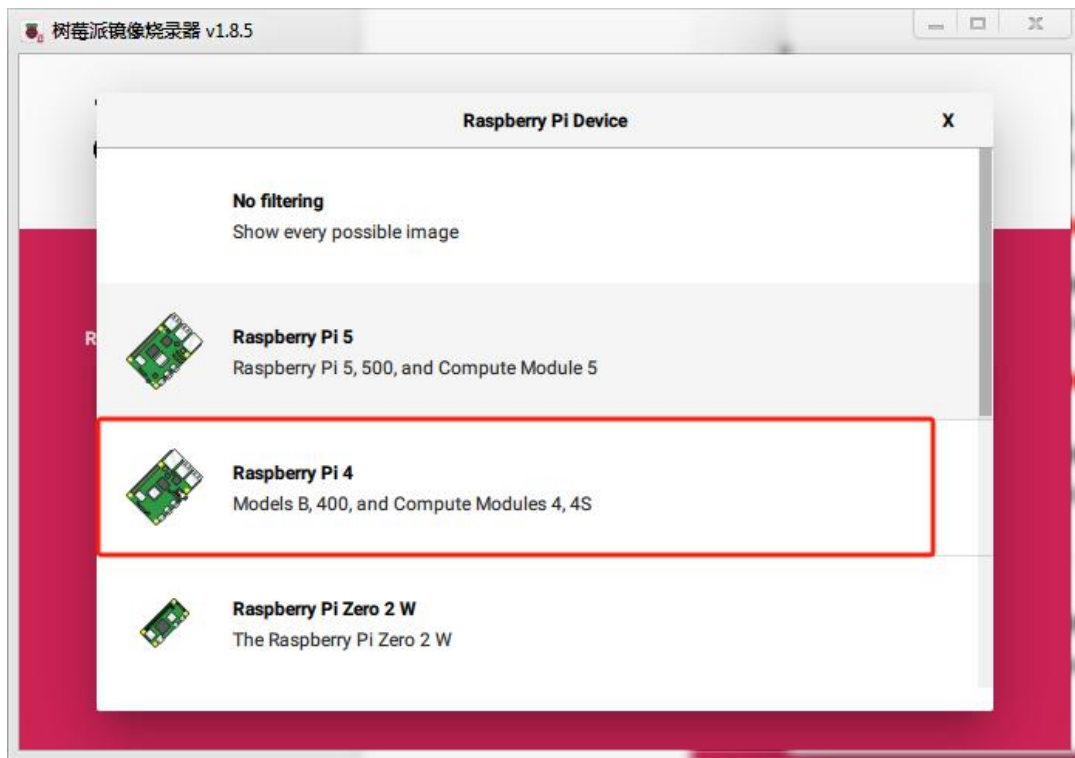 树莓派镜像烧录器 v1.8.5
Raspberry Pi Device
X
No filtering
Show every possible image
R
Raspberry Pi 5
Raspberry Pi 5, 500, and Compute Module 5
Raspberry Pi 4
Models B, 400, and Compute Modules 4, 4S
Raspberry Pi Zero 2 W
The Raspberry Pi Zero 2 W